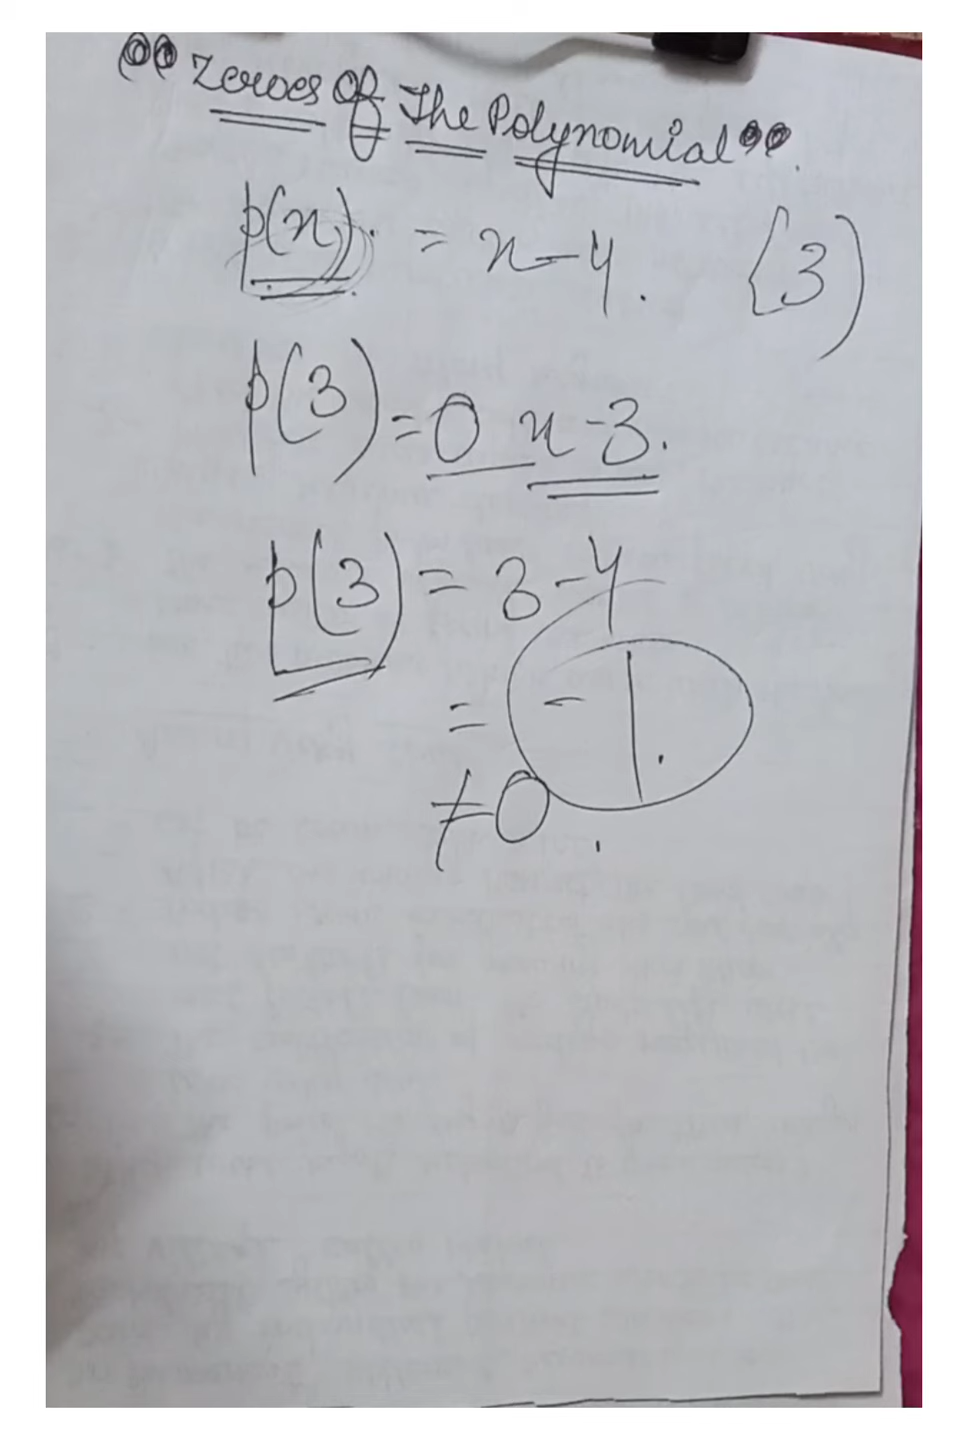 "Zeroes Of The Polynomial".
p(x). = x-4. (3)
p(3) = 0 x-3.
p(3) = 3-4
= -1.
≠0.